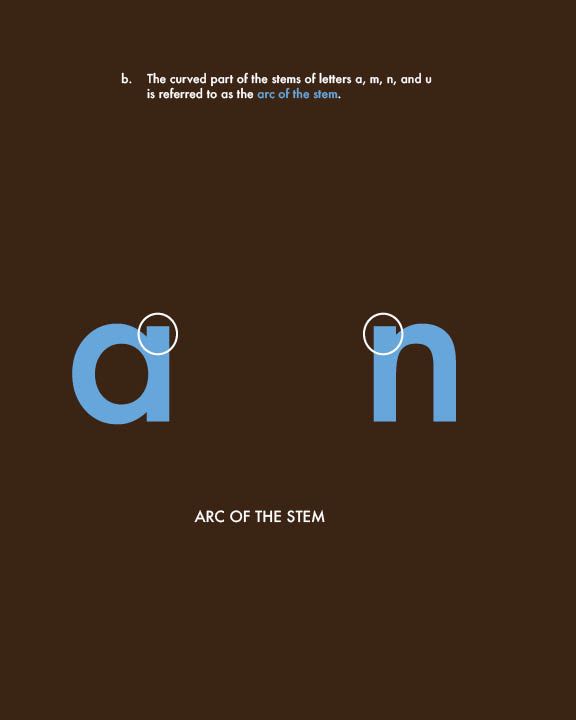 b. The curved part of the stems of letters a, m, n, and u
is referred to as the arc of the stem.
a n
ARC OF THE STEM